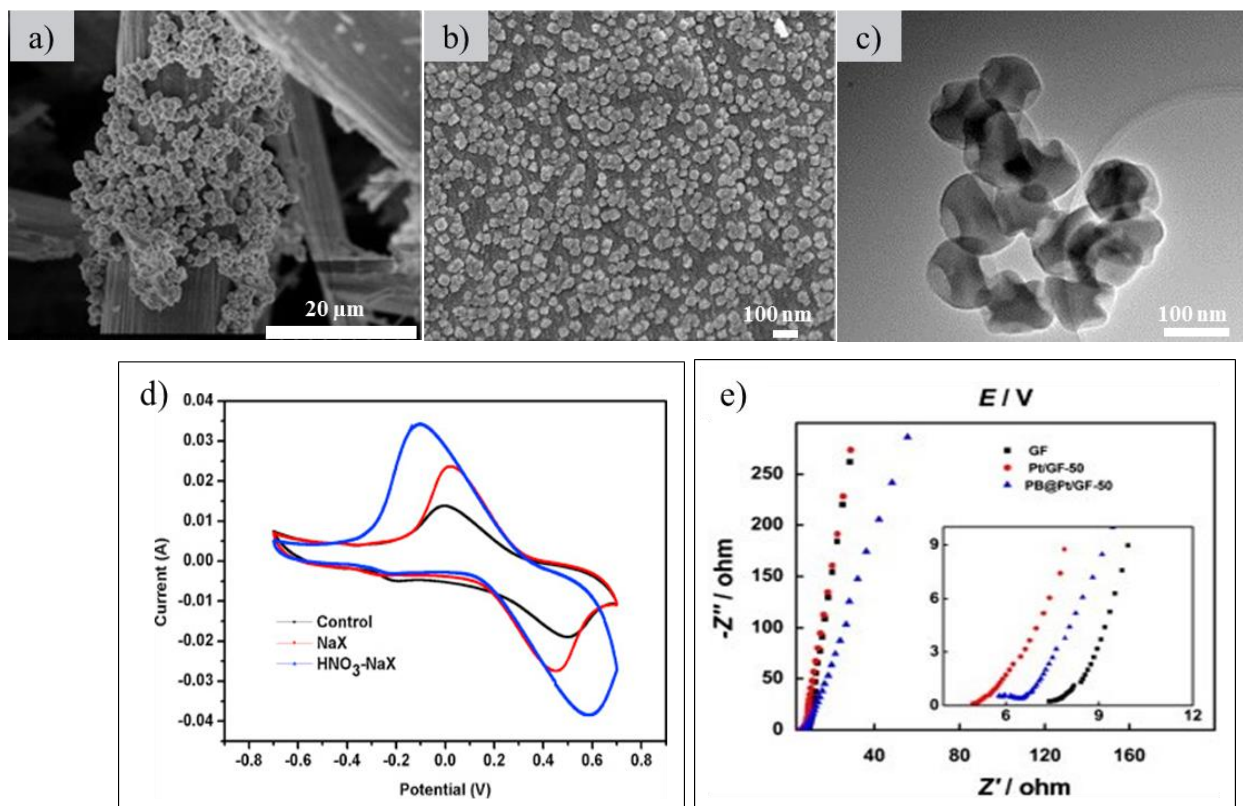 a)
20 µm
b)
100 nm
c)
100 nm
d)
0.04
0.03
0.02
0.01
0.00
-0.01
-0.02
-0.03
-0.04
Current (A)
Control
NaX
HNO₃-NaX
-0.8 -0.6 -0.4 -0.2 0.0 0.2 0.4 0.6 0.8
Potential (V)
e)
E / V
250
200
150
100
50
0
-Z'' / ohm
GF
Pt/GF-50
PB@Pt/GF-50
9
6
3
0
6 9 12
40 80 120 160
Z' / ohm